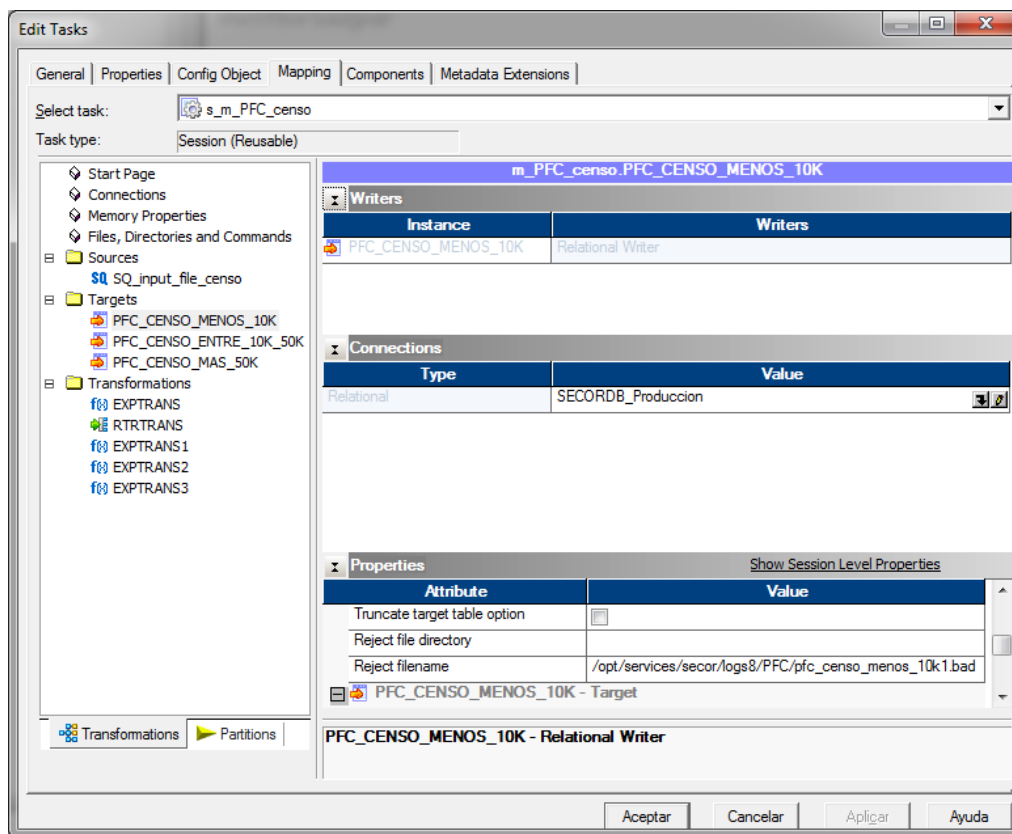 Edit Tasks
General Properties Config Object Mapping Components Metadata Extensions
Select task: s_m_PFC_censo
Task type: Session (Reusable)
Start Page
Connections
Memory Properties
Files, Directories and Commands
Sources
SQ SQ_input_file_censo
Targets
PFC_CENSO_MENOS_10K
PFC_CENSO_ENTRE_10K_50K
PFC_CENSO_MAS_50K
Transformations
f(x) EXPTRANS
RTRTRANS
f(x) EXPTRANS1
f(x) EXPTRANS2
f(x) EXPTRANS3
Transformations Partitions
m_PFC_censo.PFC_CENSO_MENOS_10K
Writers
Instance Writers
PFC_CENSO_MENOS_10K Relational Writer
Connections
Type Value
Relational SECORDB_Produccion
Properties Show Session Level Properties
Attribute Value
Truncate target table option
Reject file directory
Reject filename /opt/services/secor/logs8/PFC/pfc_censo_menos_10k1.bad
PFC_CENSO_MENOS_10K - Target
PFC_CENSO_MENOS_10K - Relational Writer
Aceptar Cancelar Aplicar Ayuda